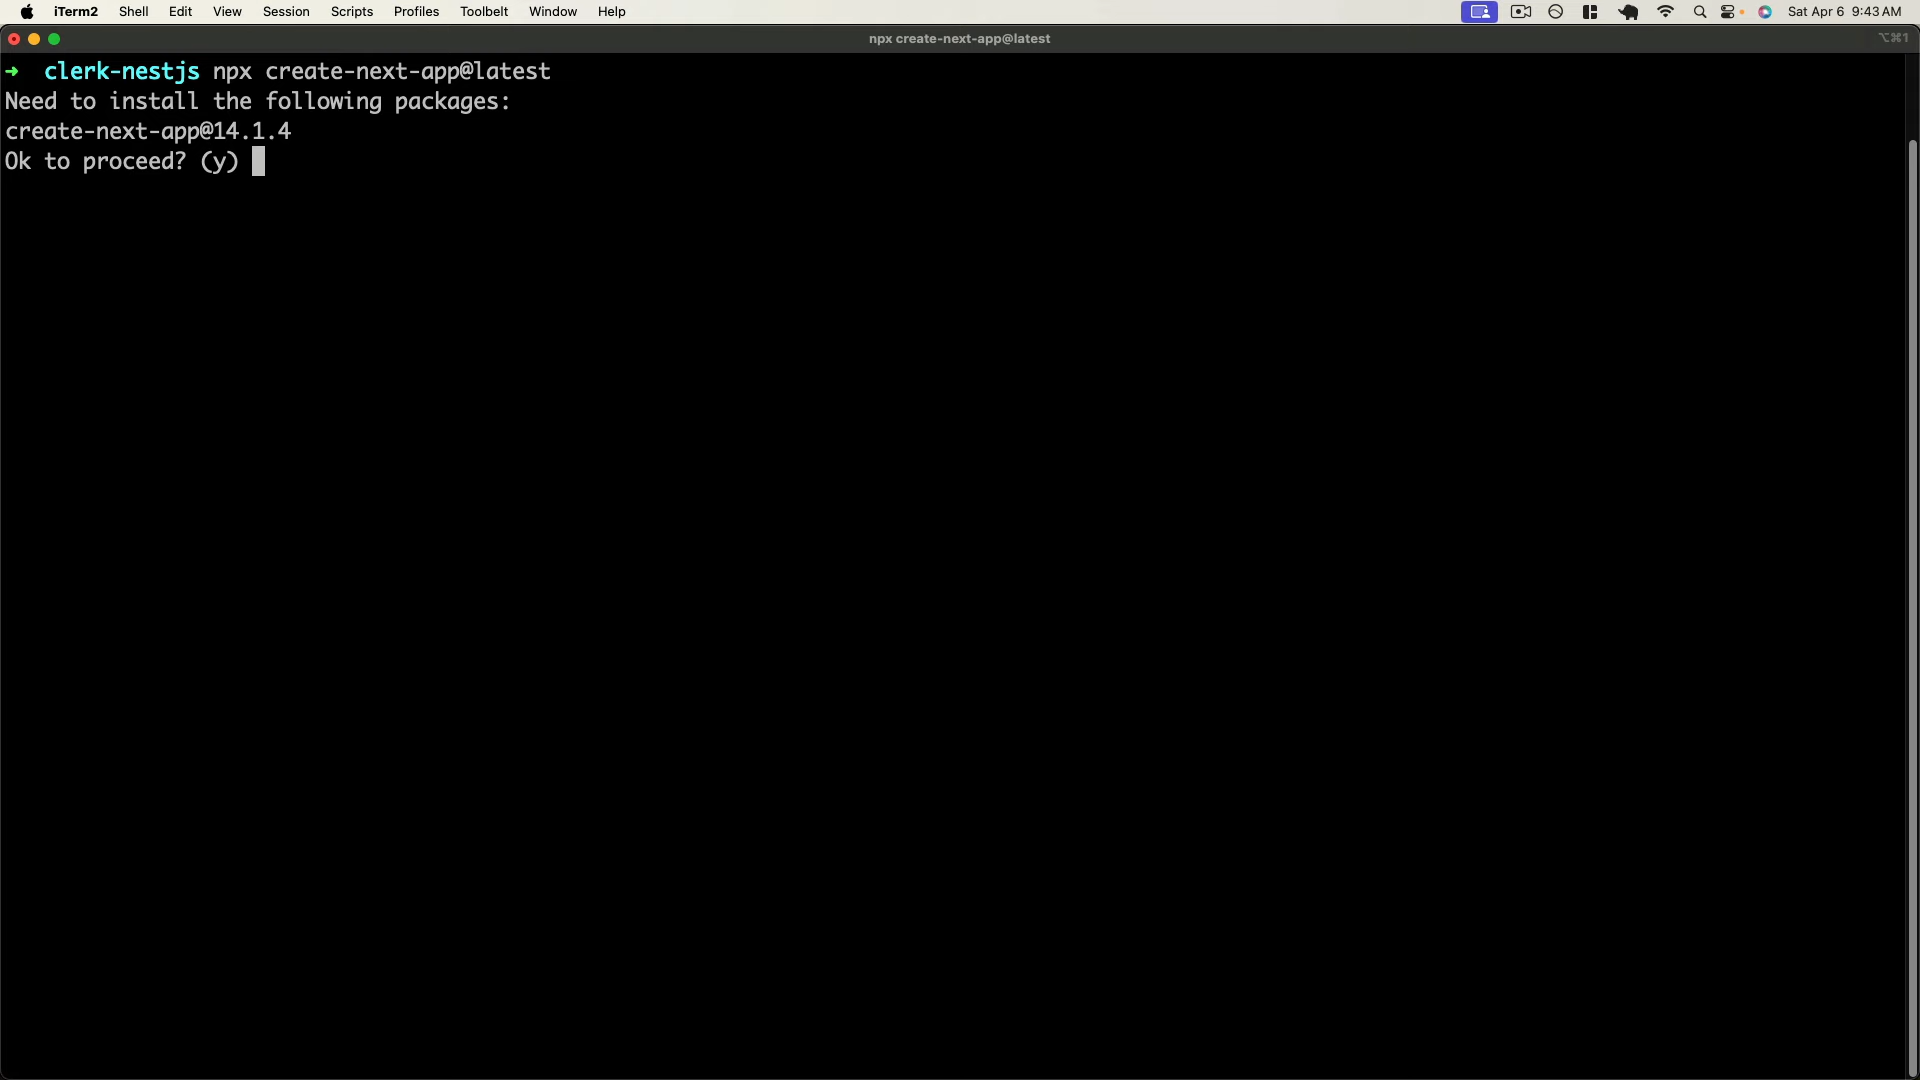 iTerm2 Shell Edit View Session Scripts Profiles Toolbelt Window Help Sat Apr 6 9:43 AM
npx create-next-app@latest ⌥⌘1
➜ clerk-nestjs npx create-next-app@latest
Need to install the following packages:
create-next-app@14.1.4
Ok to proceed? (y)